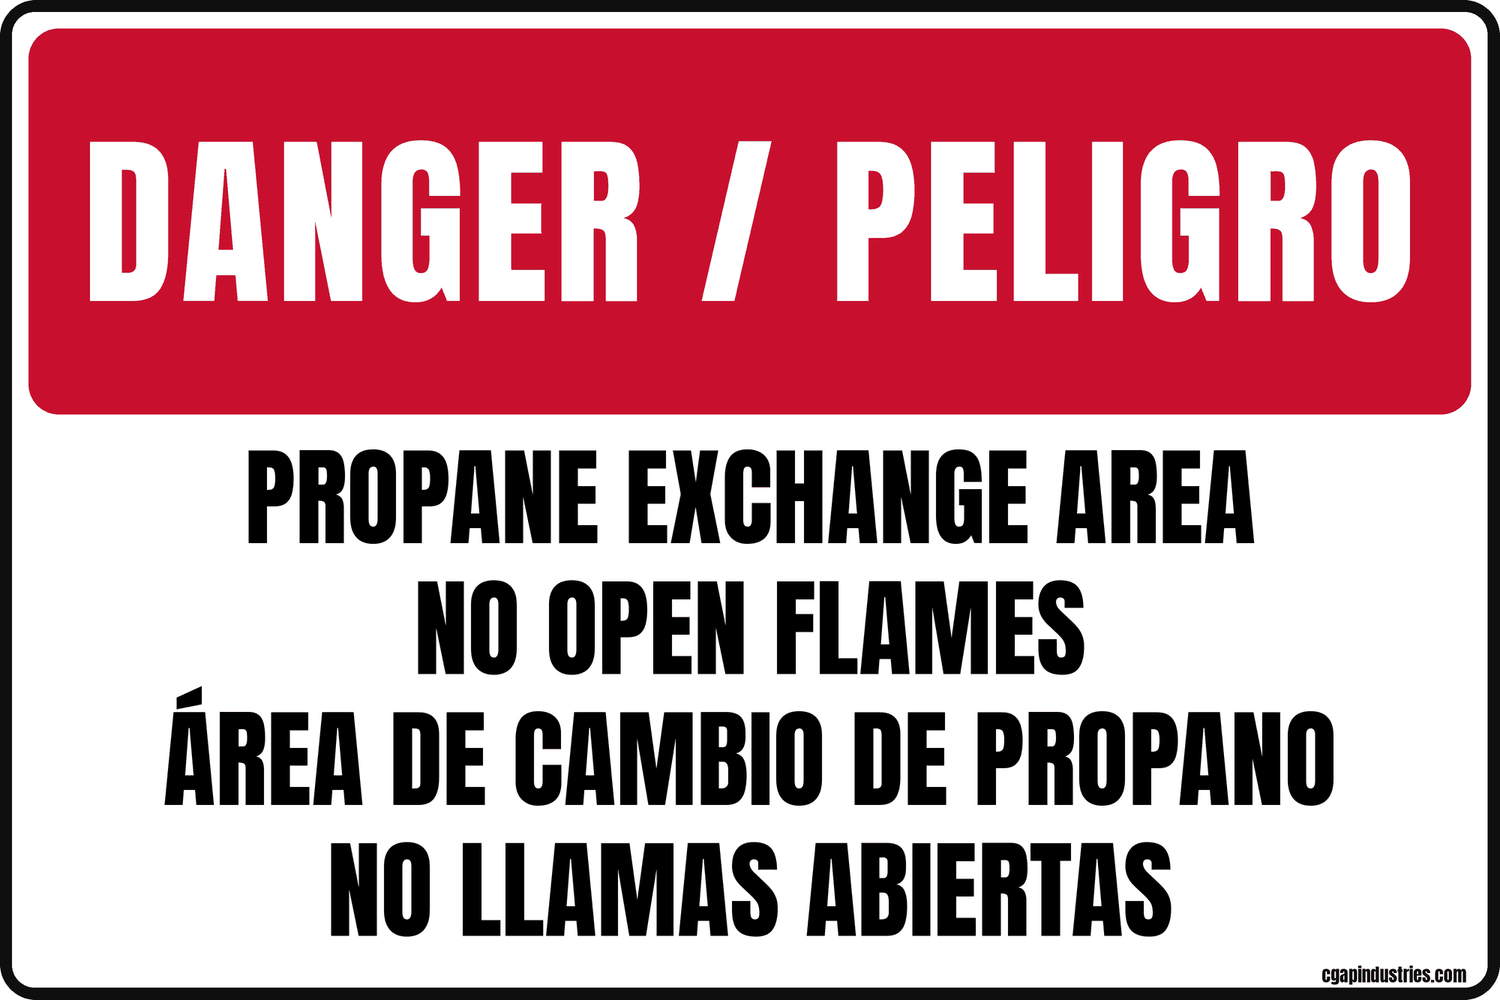 DANGER / PELIGRO
PROPANE EXCHANGE AREA
NO OPEN FLAMES
ÁREA DE CAMBIO DE PROPANO
NO LLAMAS ABIERTAS
cgapindustries.com